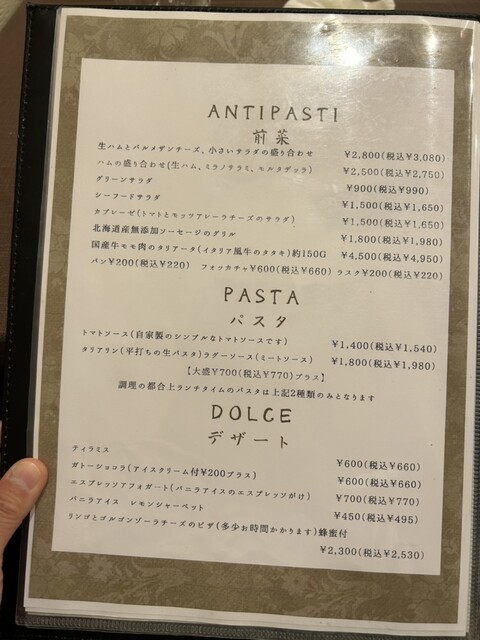 ANTIPASTI
前菜
生ハムとパルメザンチーズ、小さいサラダの盛り合わせ ¥2,800(税込¥3,080)
ハムの盛り合わせ(生ハム、ミラノサラミ、モルタデッラ) ¥2,500(税込¥2,750)
グリーンサラダ ¥900(税込¥990)
シーフードサラダ ¥1,500(税込¥1,650)
カプレーゼ(トマトとモッツアレーラチーズのサラダ) ¥1,500(税込¥1,650)
北海道産無添加ソーセージのグリル ¥1,800(税込¥1,980)
国産牛モモ肉のタリアータ(イタリア風牛のタタキ)約150G ¥4,500(税込¥4,950)
パン¥200(税込¥220) フォッカチャ¥600(税込¥660) ラスク¥200(税込¥220)
PASTA
パスタ
トマトソース(自家製のシンプルなトマトソースです) ¥1,400(税込¥1,540)
タリアリン(平打ちの生パスタ)ラグーソース(ミートソース) ¥1,800(税込¥1,980)
【大盛¥700(税込¥770)プラス】
調理の都合上ランチタイムのパスタは上記2種類のみとなります
DOLCE
デザート
ティラミス ¥600(税込¥660)
ガトーショコラ(アイスクリーム付¥200プラス) ¥600(税込¥660)
エスプレッソアフォガート(バニラアイスのエスプレッソがけ) ¥700(税込¥770)
バニラアイス レモンシャーベット ¥450(税込¥495)
リンゴとゴルゴンゾーラチーズのピザ(多少お時間かかります)蜂蜜付
¥2,300(税込¥2,530)